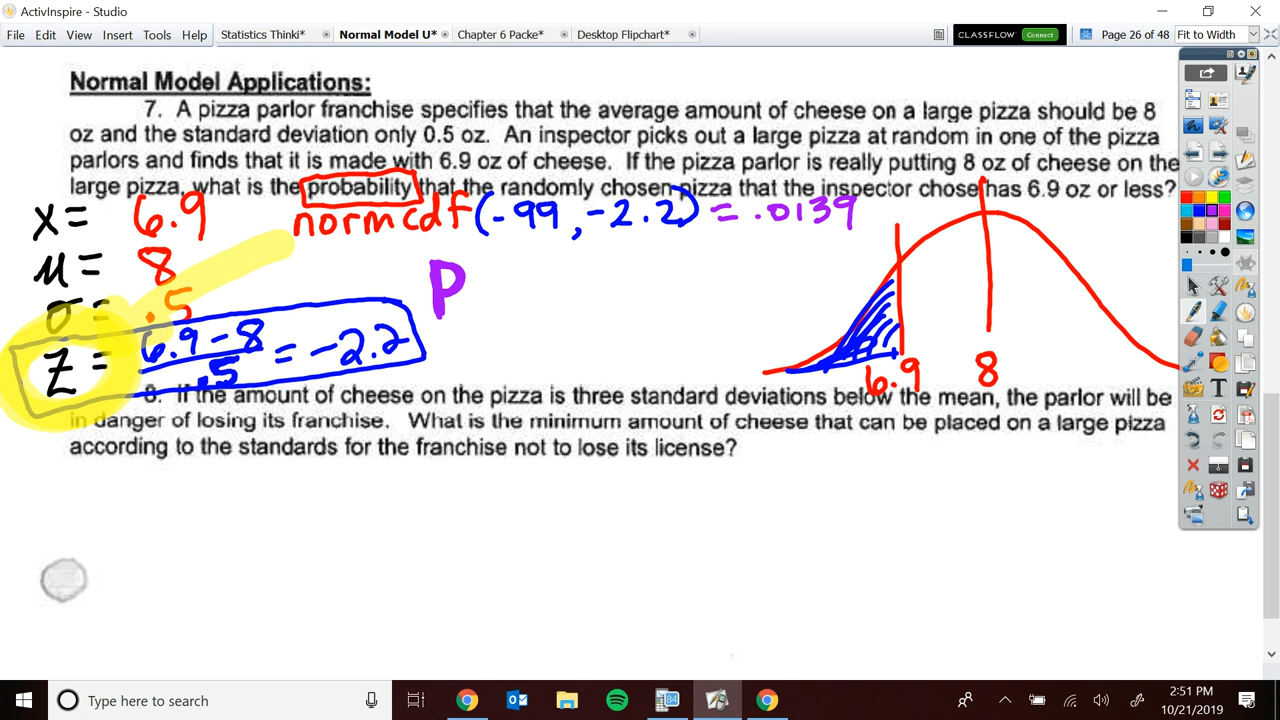 ActivInspire - Studio
File Edit View Insert Tools Help Statistics Thinki* Normal Model U* Chapter 6 Packe* Desktop Flipchart* CLASSFLOW Connect Page 26 of 48 Fit to Width
Normal Model Applications:
7. A pizza parlor franchise specifies that the average amount of cheese on a large pizza should be 8
oz and the standard deviation only 0.5 oz. An inspector picks out a large pizza at random in one of the pizza
parlors and finds that it is made with 6.9 oz of cheese. If the pizza parlor is really putting 8 oz of cheese on the
large pizza, what is the probability that the randomly chosen pizza that the inspector chose has 6.9 oz or less?
x = 6.9 normcdf(-99, -2.2) = .0139
μ = 8
P
σ = .5
z = 6.9 - 8 / .5 = -2.2
6.9 8
8. If the amount of cheese on the pizza is three standard deviations below the mean, the parlor will be
in danger of losing its franchise. What is the minimum amount of cheese that can be placed on a large pizza
according to the standards for the franchise not to lose its license?
Type here to search
2:51 PM
10/21/2019